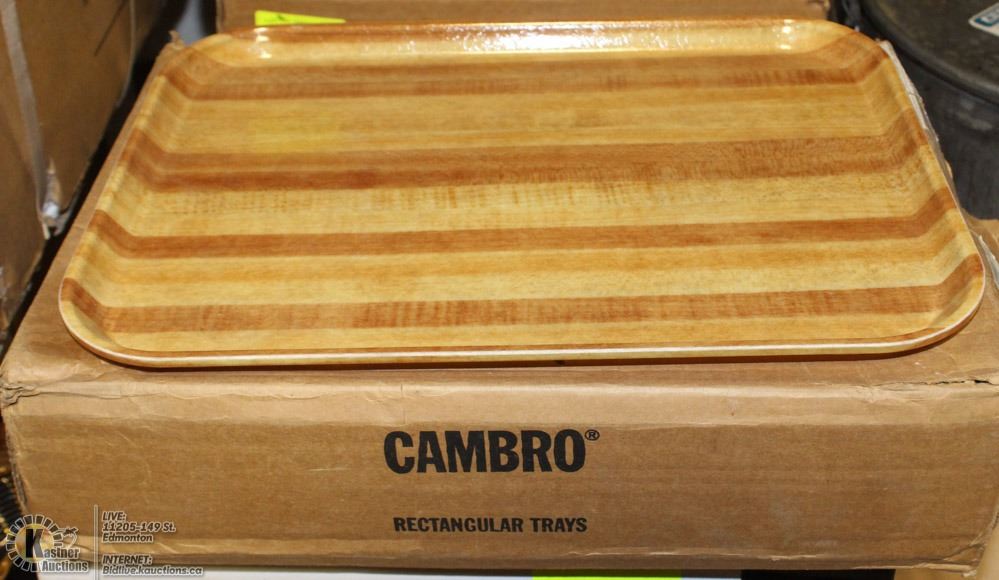 CAMBRO®
RECTANGULAR TRAYS
Kastner
Auctions
LIVE:
11205-149 St.
Edmonton
INTERNET:
Bidlive.kauctions.ca